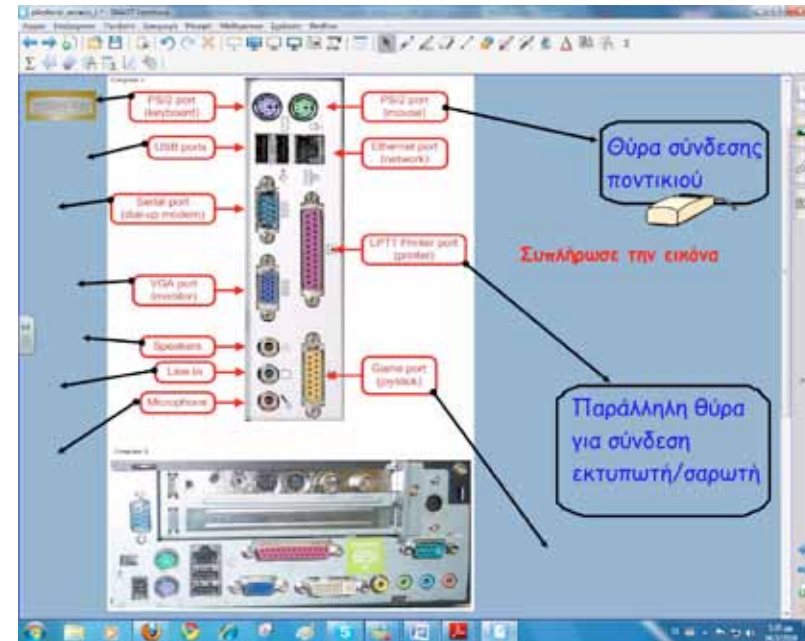 PS/2 port
(keyboard)
PS/2 port
(mouse)
USB ports
Ethernet port
(network)
Serial port
(dial-up modem)
LPT1 Printer port
(printer)
VGA port
(monitor)
Speakers
Line in
Microphone
Game port
(joystick)
Θύρα σύνδεσης
ποντικιού
Συπλήρωσε την εικόνα
Παράλληλη θύρα
για σύνδεση
εκτυπωτή/σαρωτή